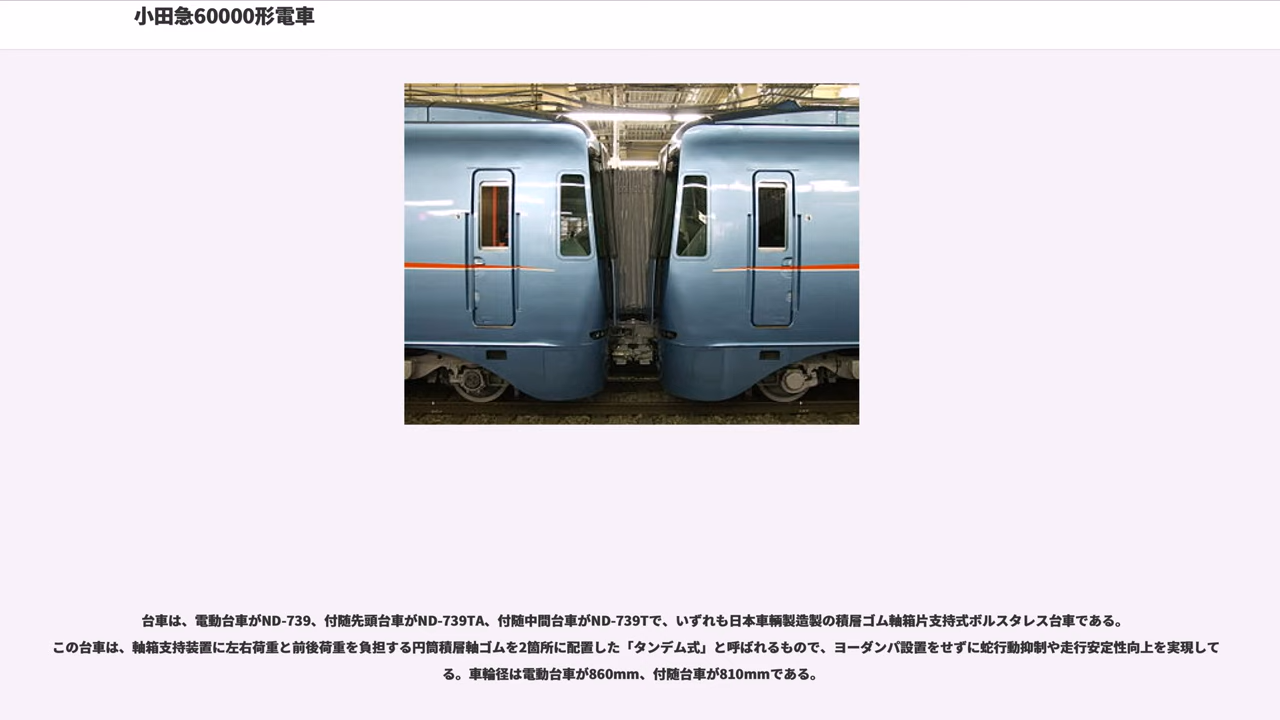 小田急60000形電車
台車は、電動台車がND-739、付随先頭台車がND-739TA、付随中間台車がND-739Tで、いずれも日本車輌製造製の積層ゴム軸箱片支持式ボルスタレス台車である。
この台車は、軸箱支持装置に左右荷重と前後荷重を負担する円筒積層軸ゴムを2箇所に配置した「タンデム式」と呼ばれるもので、ヨーダンパ設置をせずに蛇行動抑制や走行安定性向上を実現して
る。車輪径は電動台車が860mm、付随台車が810mmである。